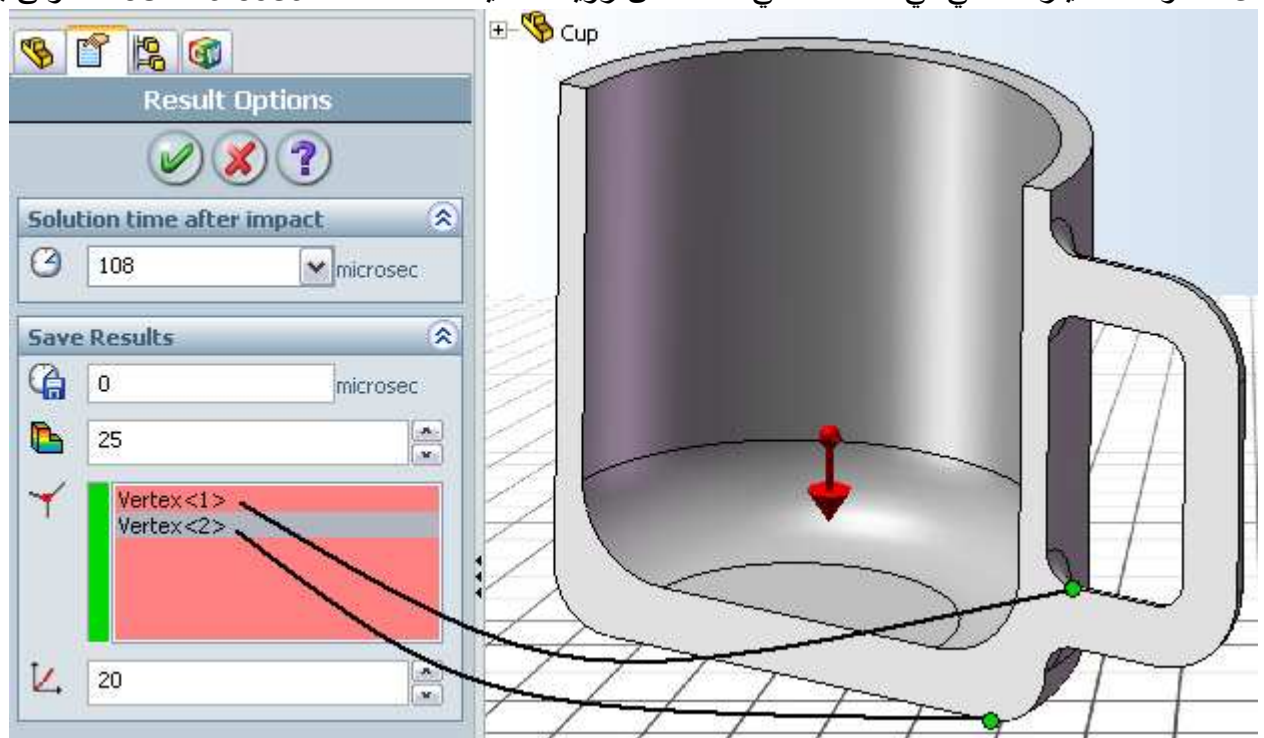 Cup
Result Options
Solution time after impact
108
microsec
Save Results
0
microsec
25
Vertex<1>
Vertex<2>
20